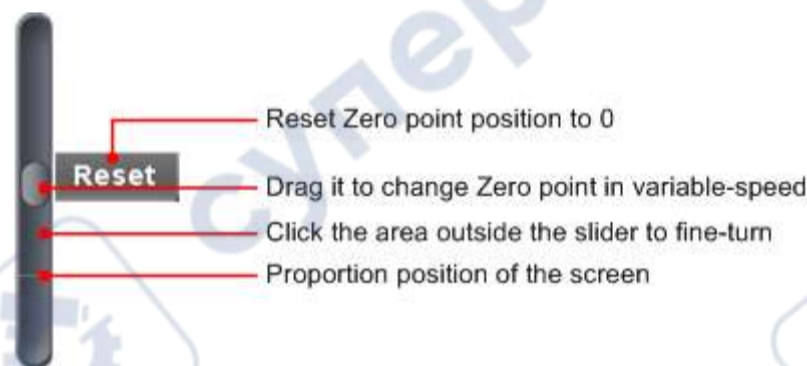 супер
Reset Zero point position to 0
Reset
Drag it to change Zero point in variable-speed
Click the area outside the slider to fine-turn
Proportion position of the screen